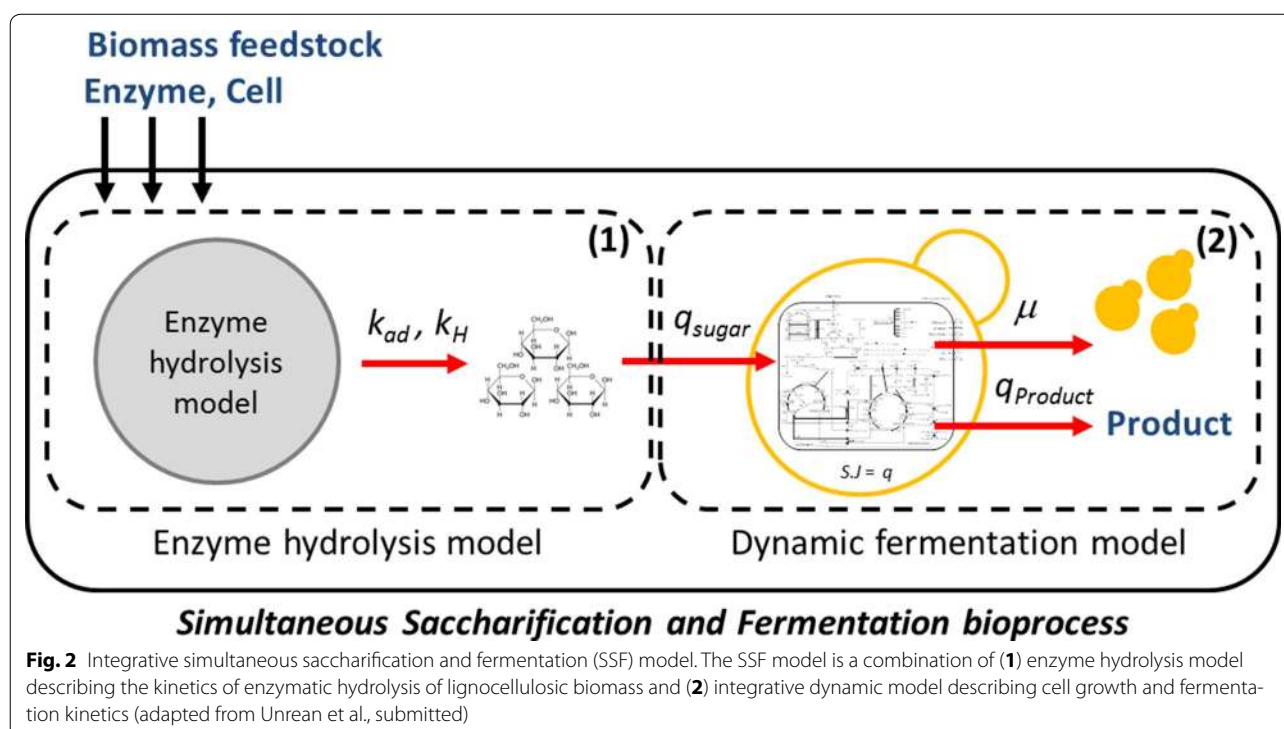 Biomass feedstock
Enzyme, Cell
(1)
(2)
Enzyme
hydrolysis
model
k_ad , k_H
CH₂OH
q_sugar
μ
q_Product
Product
S.J = q
Enzyme hydrolysis model
Dynamic fermentation model
Simultaneous Saccharification and Fermentation bioprocess
Fig. 2 Integrative simultaneous saccharification and fermentation (SSF) model. The SSF model is a combination of (1) enzyme hydrolysis model
describing the kinetics of enzymatic hydrolysis of lignocellulosic biomass and (2) integrative dynamic model describing cell growth and fermenta-
tion kinetics (adapted from Unrean et al., submitted)